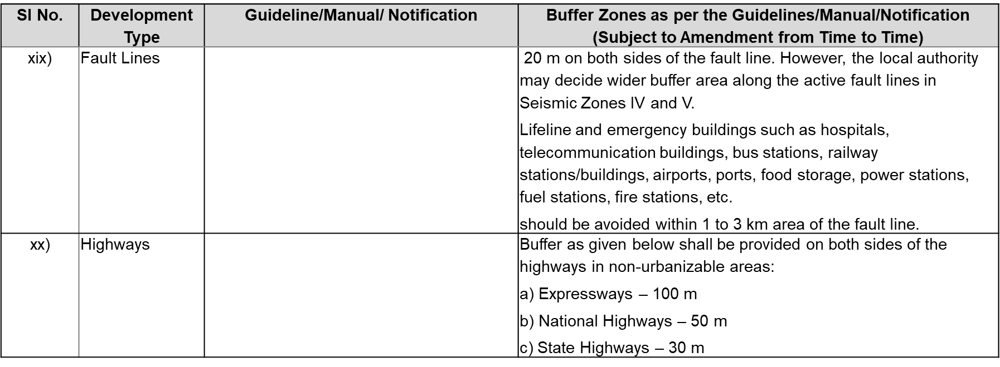 Sl No.
Development
Type
Guideline/Manual/ Notification
Buffer Zones as per the Guidelines/Manual/Notification
(Subject to Amendment from Time to Time)
xix)
Fault Lines
20 m on both sides of the fault line. However, the local authority
may decide wider buffer area along the active fault lines in
Seismic Zones IV and V.
Lifeline and emergency buildings such as hospitals,
telecommunication buildings, bus stations, railway
stations/buildings, airports, ports, food storage, power stations,
fuel stations, fire stations, etc.
should be avoided within 1 to 3 km area of the fault line.
xx)
Highways
Buffer as given below shall be provided on both sides of the
highways in non-urbanizable areas:
a) Expressways – 100 m
b) National Highways – 50 m
c) State Highways – 30 m